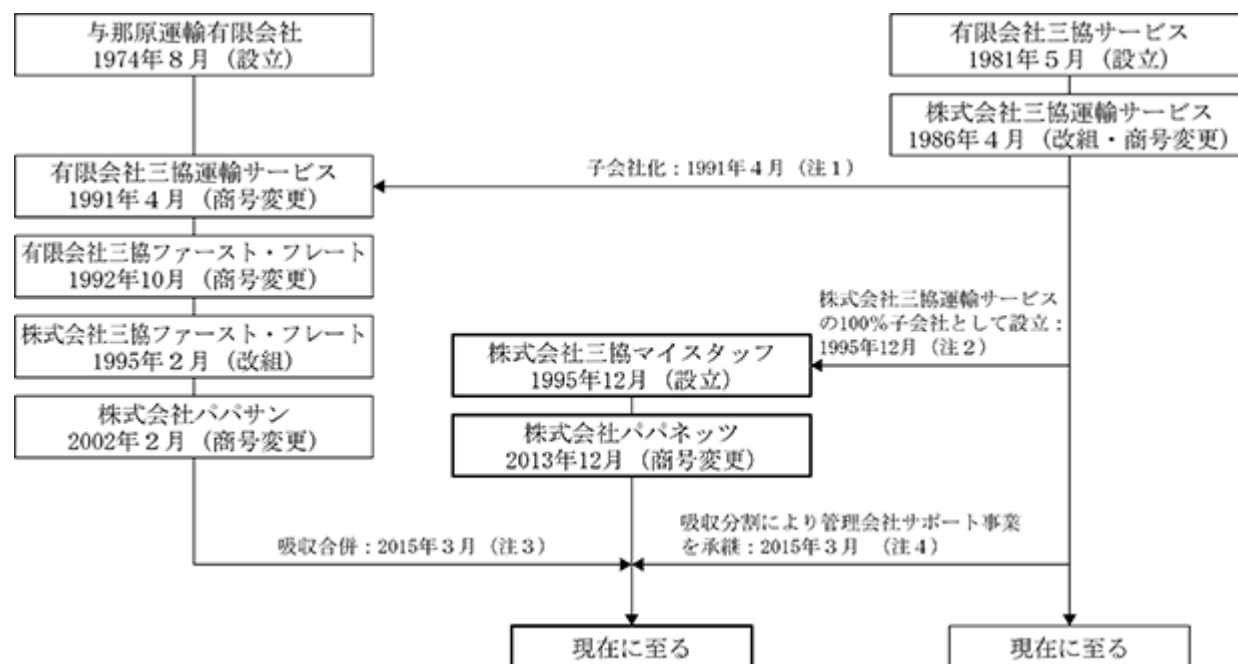 与那原運輸有限会社
1974年8月（設立）
有限会社三協サービス
1981年5月（設立）
株式会社三協運輸サービス
1986年4月（改組・商号変更）
子会社化：1991年4月（注1）
有限会社三協運輸サービス
1991年4月（商号変更）
有限会社三協ファースト・フレート
1992年10月（商号変更）
株式会社三協ファースト・フレート
1995年2月（改組）
株式会社三協運輸サービス
の100％子会社として設立：
1995年12月（注2）
株式会社三協マイスタッフ
1995年12月（設立）
株式会社パパサン
2002年2月（商号変更）
株式会社パパネッツ
2013年12月（商号変更）
吸収合併：2015年3月（注3）
吸収分割により管理会社サポート事業
を承継：2015年3月 （注4）
現在に至る
現在に至る